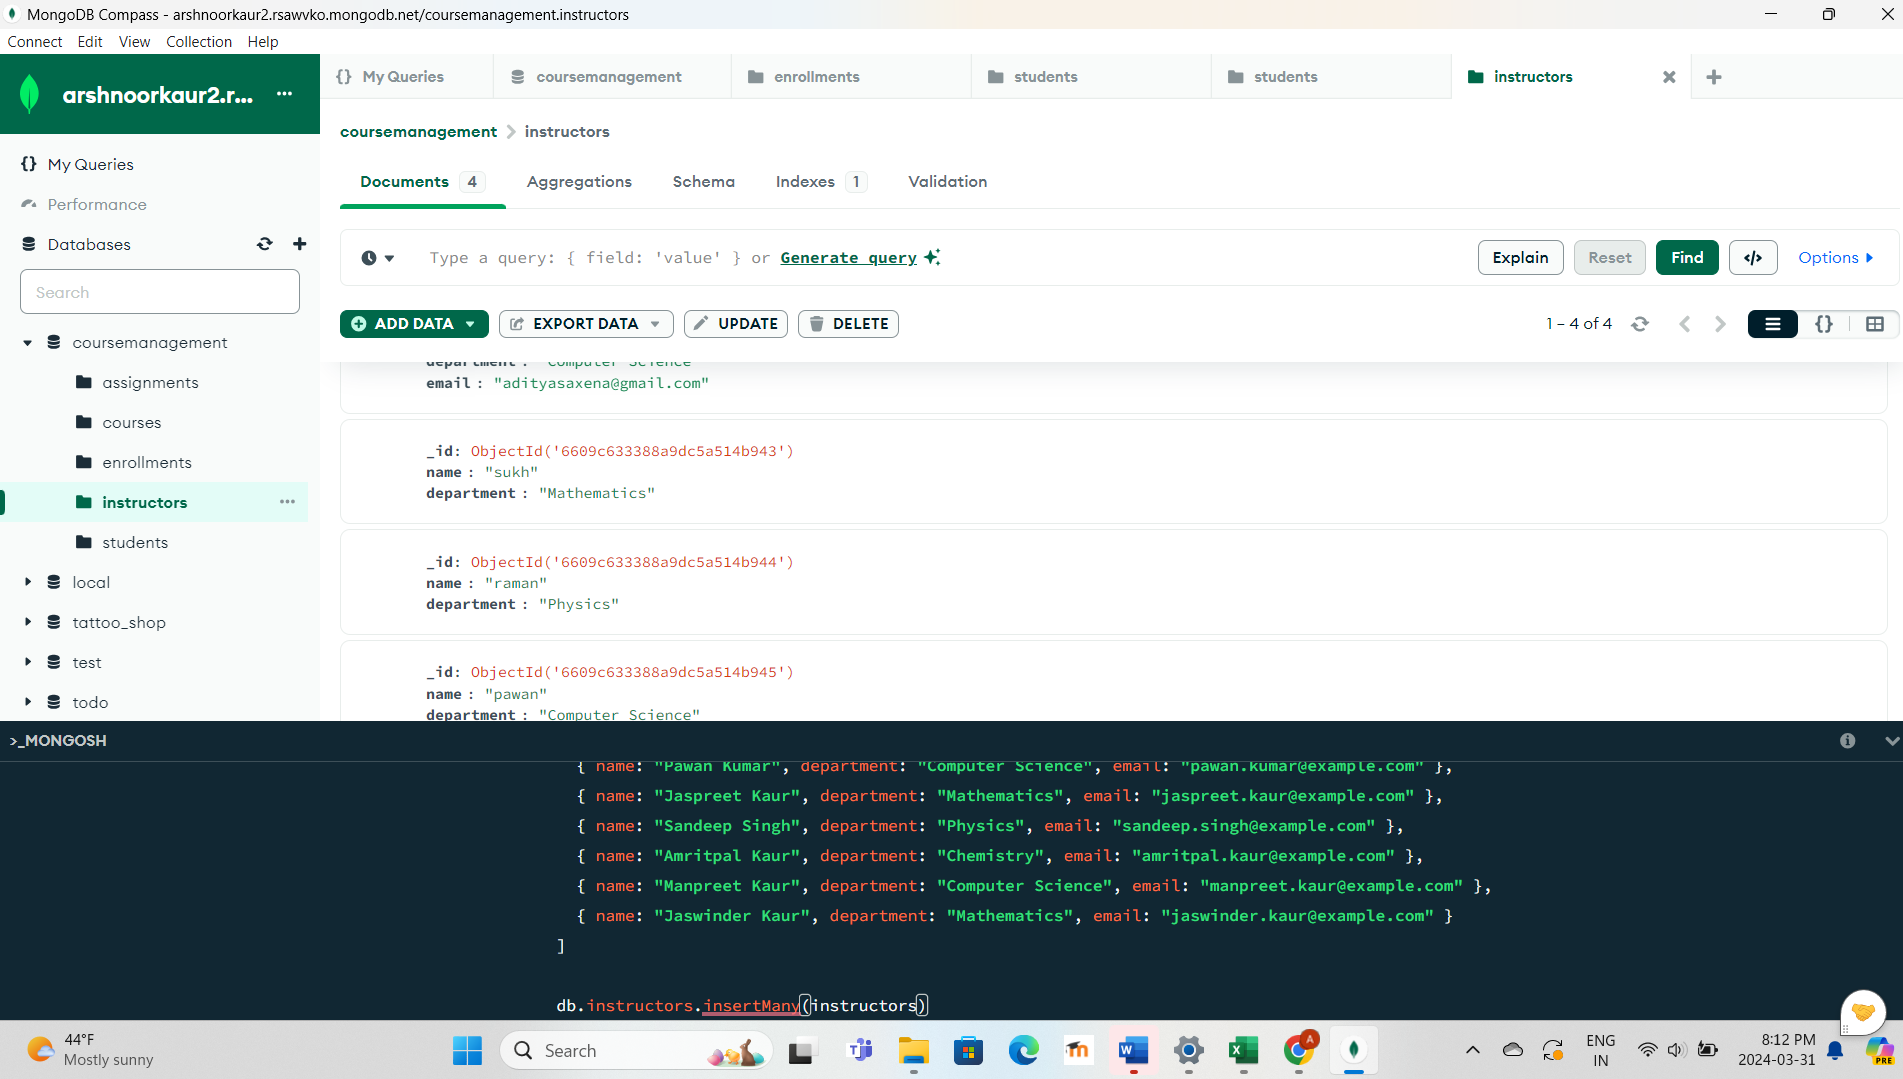 MongoDB Compass - arshnoorkaur2.rsawvko.mongodb.net/coursemanagement.instructors
Connect Edit View Collection Help
arshnoorkaur2.r... ...
{} My Queries
coursemanagement
enrollments
students
students
instructors
coursemanagement > instructors
My Queries
Performance
Databases
Search
coursemanagement
assignments
courses
enrollments
instructors
students
local
tattoo_shop
test
todo
Documents 4 Aggregations Schema Indexes 1 Validation
Type a query: { field: 'value' } or Generate query
Explain Reset Find </> Options
ADD DATA EXPORT DATA UPDATE DELETE
1 – 4 of 4
department : "Computer Science"
email : "adityasaxena@gmail.com"
_id: ObjectId('6609c633388a9dc5a514b943')
name : "sukh"
department : "Mathematics"
_id: ObjectId('6609c633388a9dc5a514b944')
name : "raman"
department : "Physics"
_id: ObjectId('6609c633388a9dc5a514b945')
name : "pawan"
department : "Computer Science"
>_MONGOSH
{ name: "Pawan Kumar", department: "Computer Science", email: "pawan.kumar@example.com" },
{ name: "Jaspreet Kaur", department: "Mathematics", email: "jaspreet.kaur@example.com" },
{ name: "Sandeep Singh", department: "Physics", email: "sandeep.singh@example.com" },
{ name: "Amritpal Kaur", department: "Chemistry", email: "amritpal.kaur@example.com" },
{ name: "Manpreet Kaur", department: "Computer Science", email: "manpreet.kaur@example.com" },
{ name: "Jaswinder Kaur", department: "Mathematics", email: "jaswinder.kaur@example.com" }
]
db.instructors.insertMany(instructors)
44°F
Mostly sunny
Search
ENG
IN
8:12 PM
2024-03-31
PRE